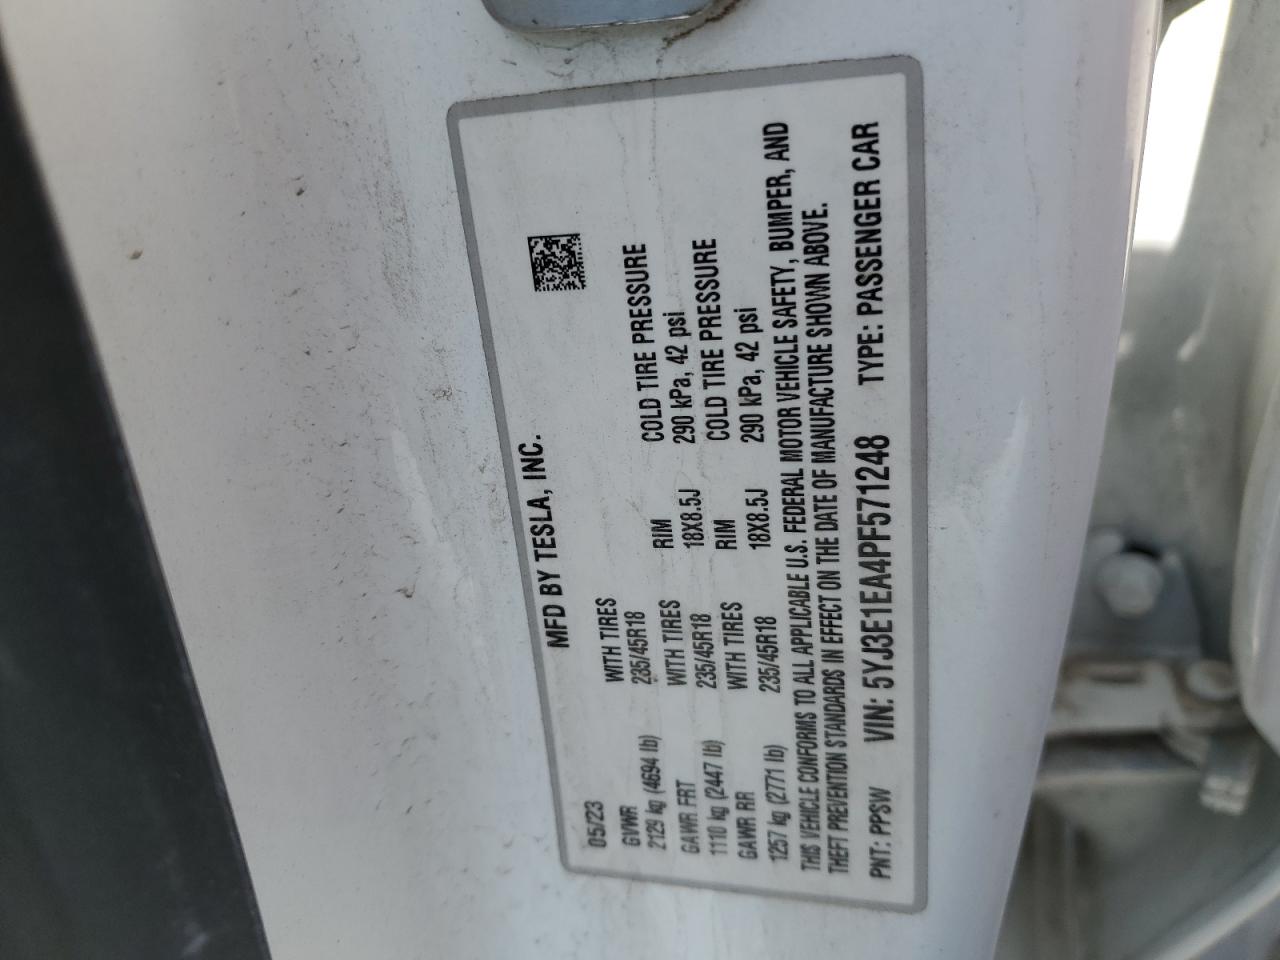 MFD BY TESLA, INC.
05/23
GVWR WITH TIRES RIM COLD TIRE PRESSURE
2129 kg (4694 lb) 235/45R18 18X8.5J 290 kPa, 42 psi
GAWR FRT WITH TIRES RIM COLD TIRE PRESSURE
1110 kg (2447 lb) 235/45R18 18X8.5J 290 kPa, 42 psi
GAWR RR WITH TIRES
1257 kg (2771 lb) 235/45R18
THIS VEHICLE CONFORMS TO ALL APPLICABLE U.S. FEDERAL MOTOR VEHICLE SAFETY, BUMPER, AND
THEFT PREVENTION STANDARDS IN EFFECT ON THE DATE OF MANUFACTURE SHOWN ABOVE.
PNT: PPSW VIN: 5YJ3E1EA4PF571248 TYPE: PASSENGER CAR